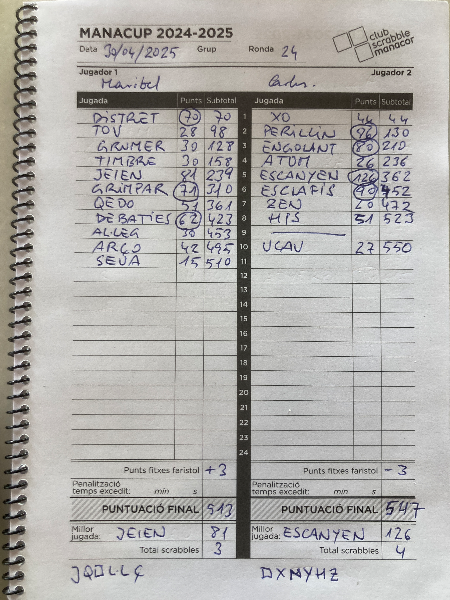 MANACUP 2024-2025
club scrabble manacor
Data 30/04/2025 Grup Ronda 24
Jugador 1 Jugador 2
Maribel Carles.
Jugada Punts Subtotal Jugada Punts Subtotal
DISTRET 70 70 1 XO 44 44
TOV 28 98 2 PERILLIN 86 130
GRUMER 30 128 3 ENGOLANT 80 210
TIMBRE 30 158 4 ATOM 26 236
JEIEN 81 239 5 ESCANYEN 126 362
GRIMPAR 71 310 6 ESCLAFIS 90 452
QEDO 51 361 7 ZEN 20 472
DEBATIES 62 423 8 HIS 51 523
AL·LEG 30 453 9
ARÇO 42 495 10 UCAV 27 550
SEUA 15 510 11
12
13
14
15
16
17
18
19
20
21
22
23
24
Punts fitxes faristol +3 Punts fitxes faristol -3
Penalització temps excedit: min s Penalització temps excedit: min s
PUNTUACIÓ FINAL 513 PUNTUACIÓ FINAL 547
Millor jugada: JEIEN 81 Millor jugada: ESCANYEN 126
Total scrabbles 3 Total scrabbles 4